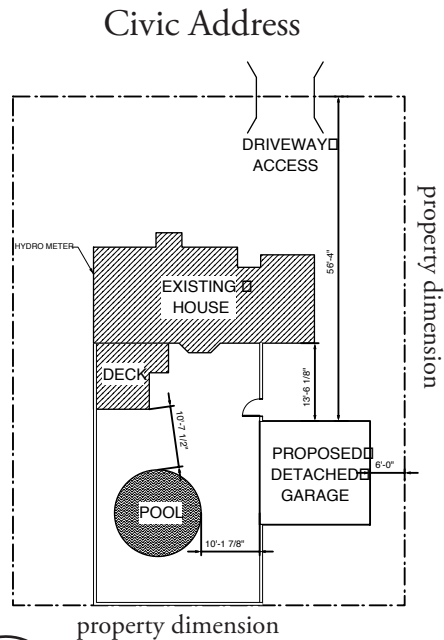 Civic Address
DRIVEWAY
ACCESS
56'-4"
property dimension
HYDRO METER
EXISTING
HOUSE
DECK
13'-6 1/8"
10'-7 1/2"
PROPOSED
DETACHED
GARAGE
6'-0"
POOL
10'-1 7/8"
property dimension